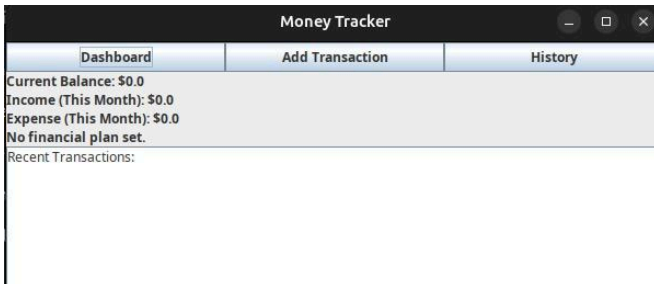 Money Tracker
Dashboard Add Transaction History
Current Balance: $0.0
Income (This Month): $0.0
Expense (This Month): $0.0
No financial plan set.
Recent Transactions: